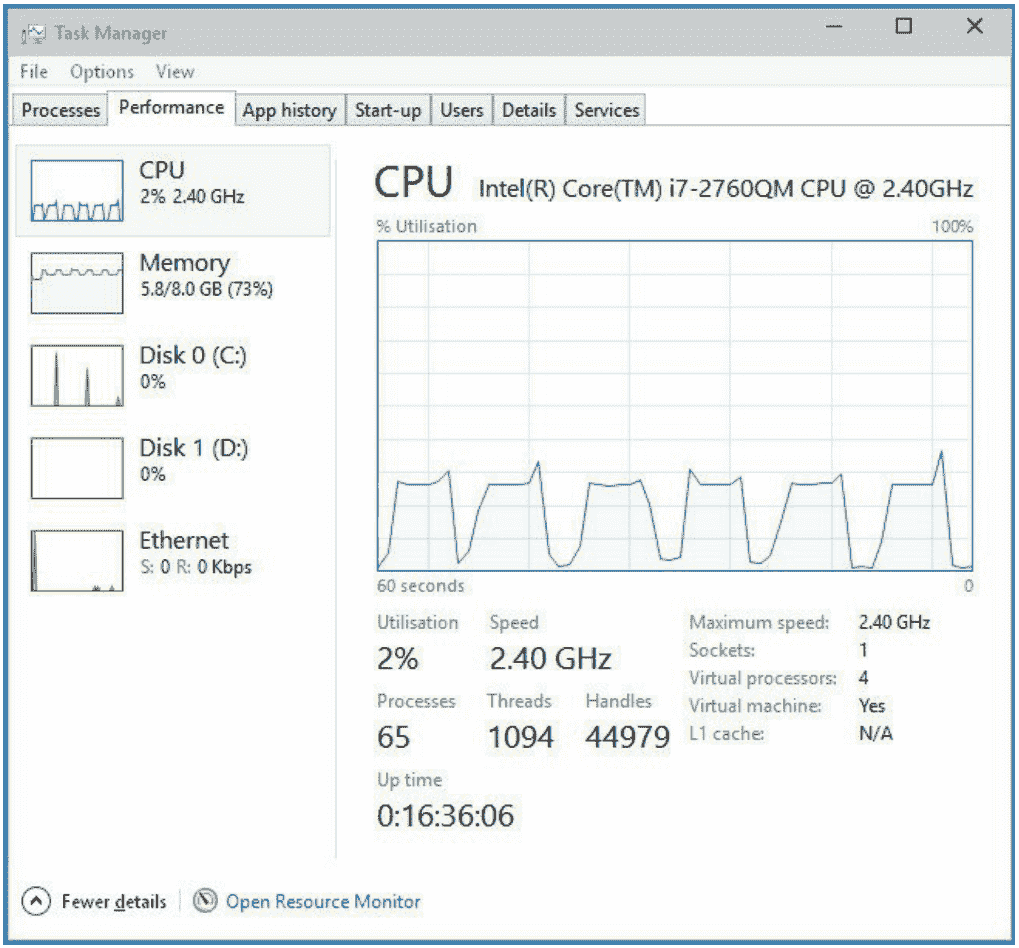 Task Manager
File Options View
Processes Performance App history Start-up Users Details Services
CPU
2% 2.40 GHz
Memory
5.8/8.0 GB (73%)
Disk 0 (C:)
0%
Disk 1 (D:)
0%
Ethernet
S: 0 R: 0 Kbps
CPU Intel(R) Core(TM) i7-2760QM CPU @ 2.40GHz
% Utilisation 100%
60 seconds 0
Utilisation Speed
2% 2.40 GHz
Processes Threads Handles
65 1094 44979
Up time
0:16:36:06
Maximum speed: 2.40 GHz
Sockets: 1
Virtual processors: 4
Virtual machine: Yes
L1 cache: N/A
Fewer details Open Resource Monitor